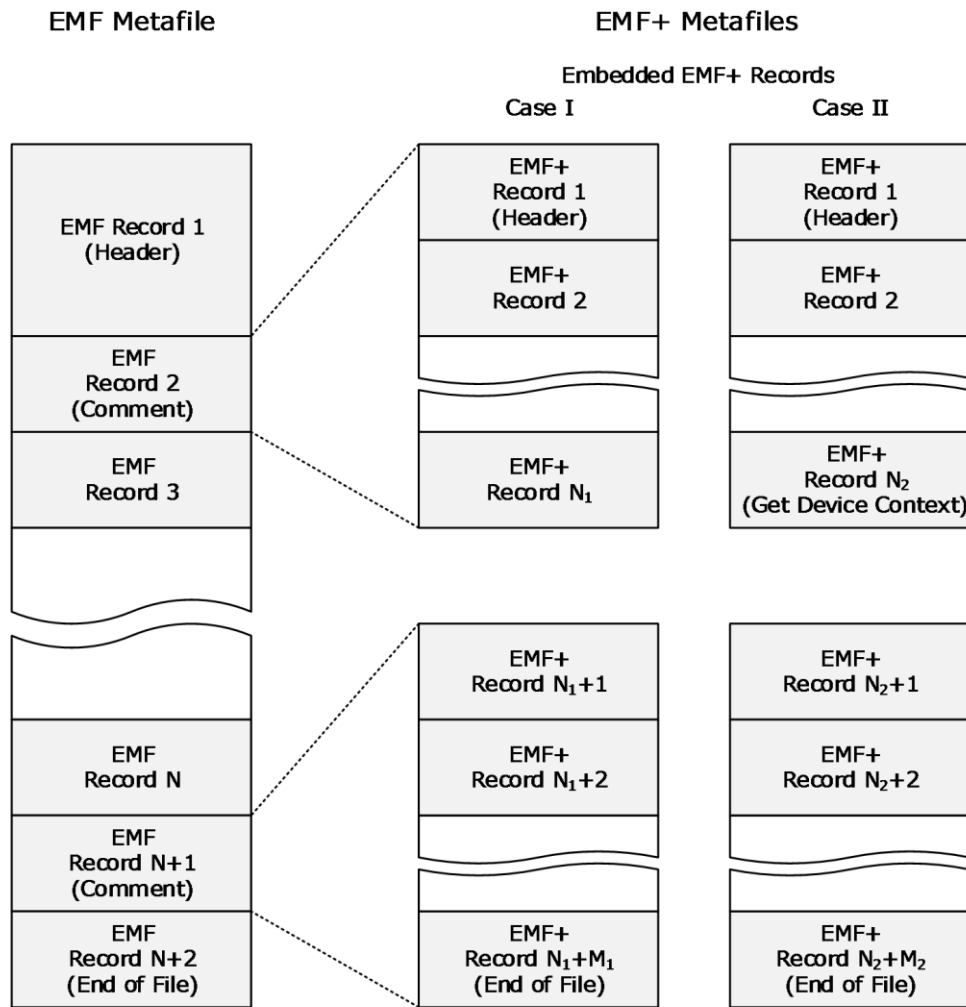 EMF Metafile
EMF+ Metafiles
Embedded EMF+ Records
Case I
Case II
EMF Record 1
(Header)
EMF
Record 2
(Comment)
EMF
Record 3
EMF
Record N
EMF
Record N+1
(Comment)
EMF
Record N+2
(End of File)
EMF+
Record 1
(Header)
EMF+
Record 2
EMF+
Record N₁
EMF+
Record N₁+1
EMF+
Record N₁+2
EMF+
Record N₁+M₁
(End of File)
EMF+
Record 1
(Header)
EMF+
Record 2
EMF+
Record N₂
(Get Device Context)
EMF+
Record N₂+1
EMF+
Record N₂+2
EMF+
Record N₂+M₂
(End of File)